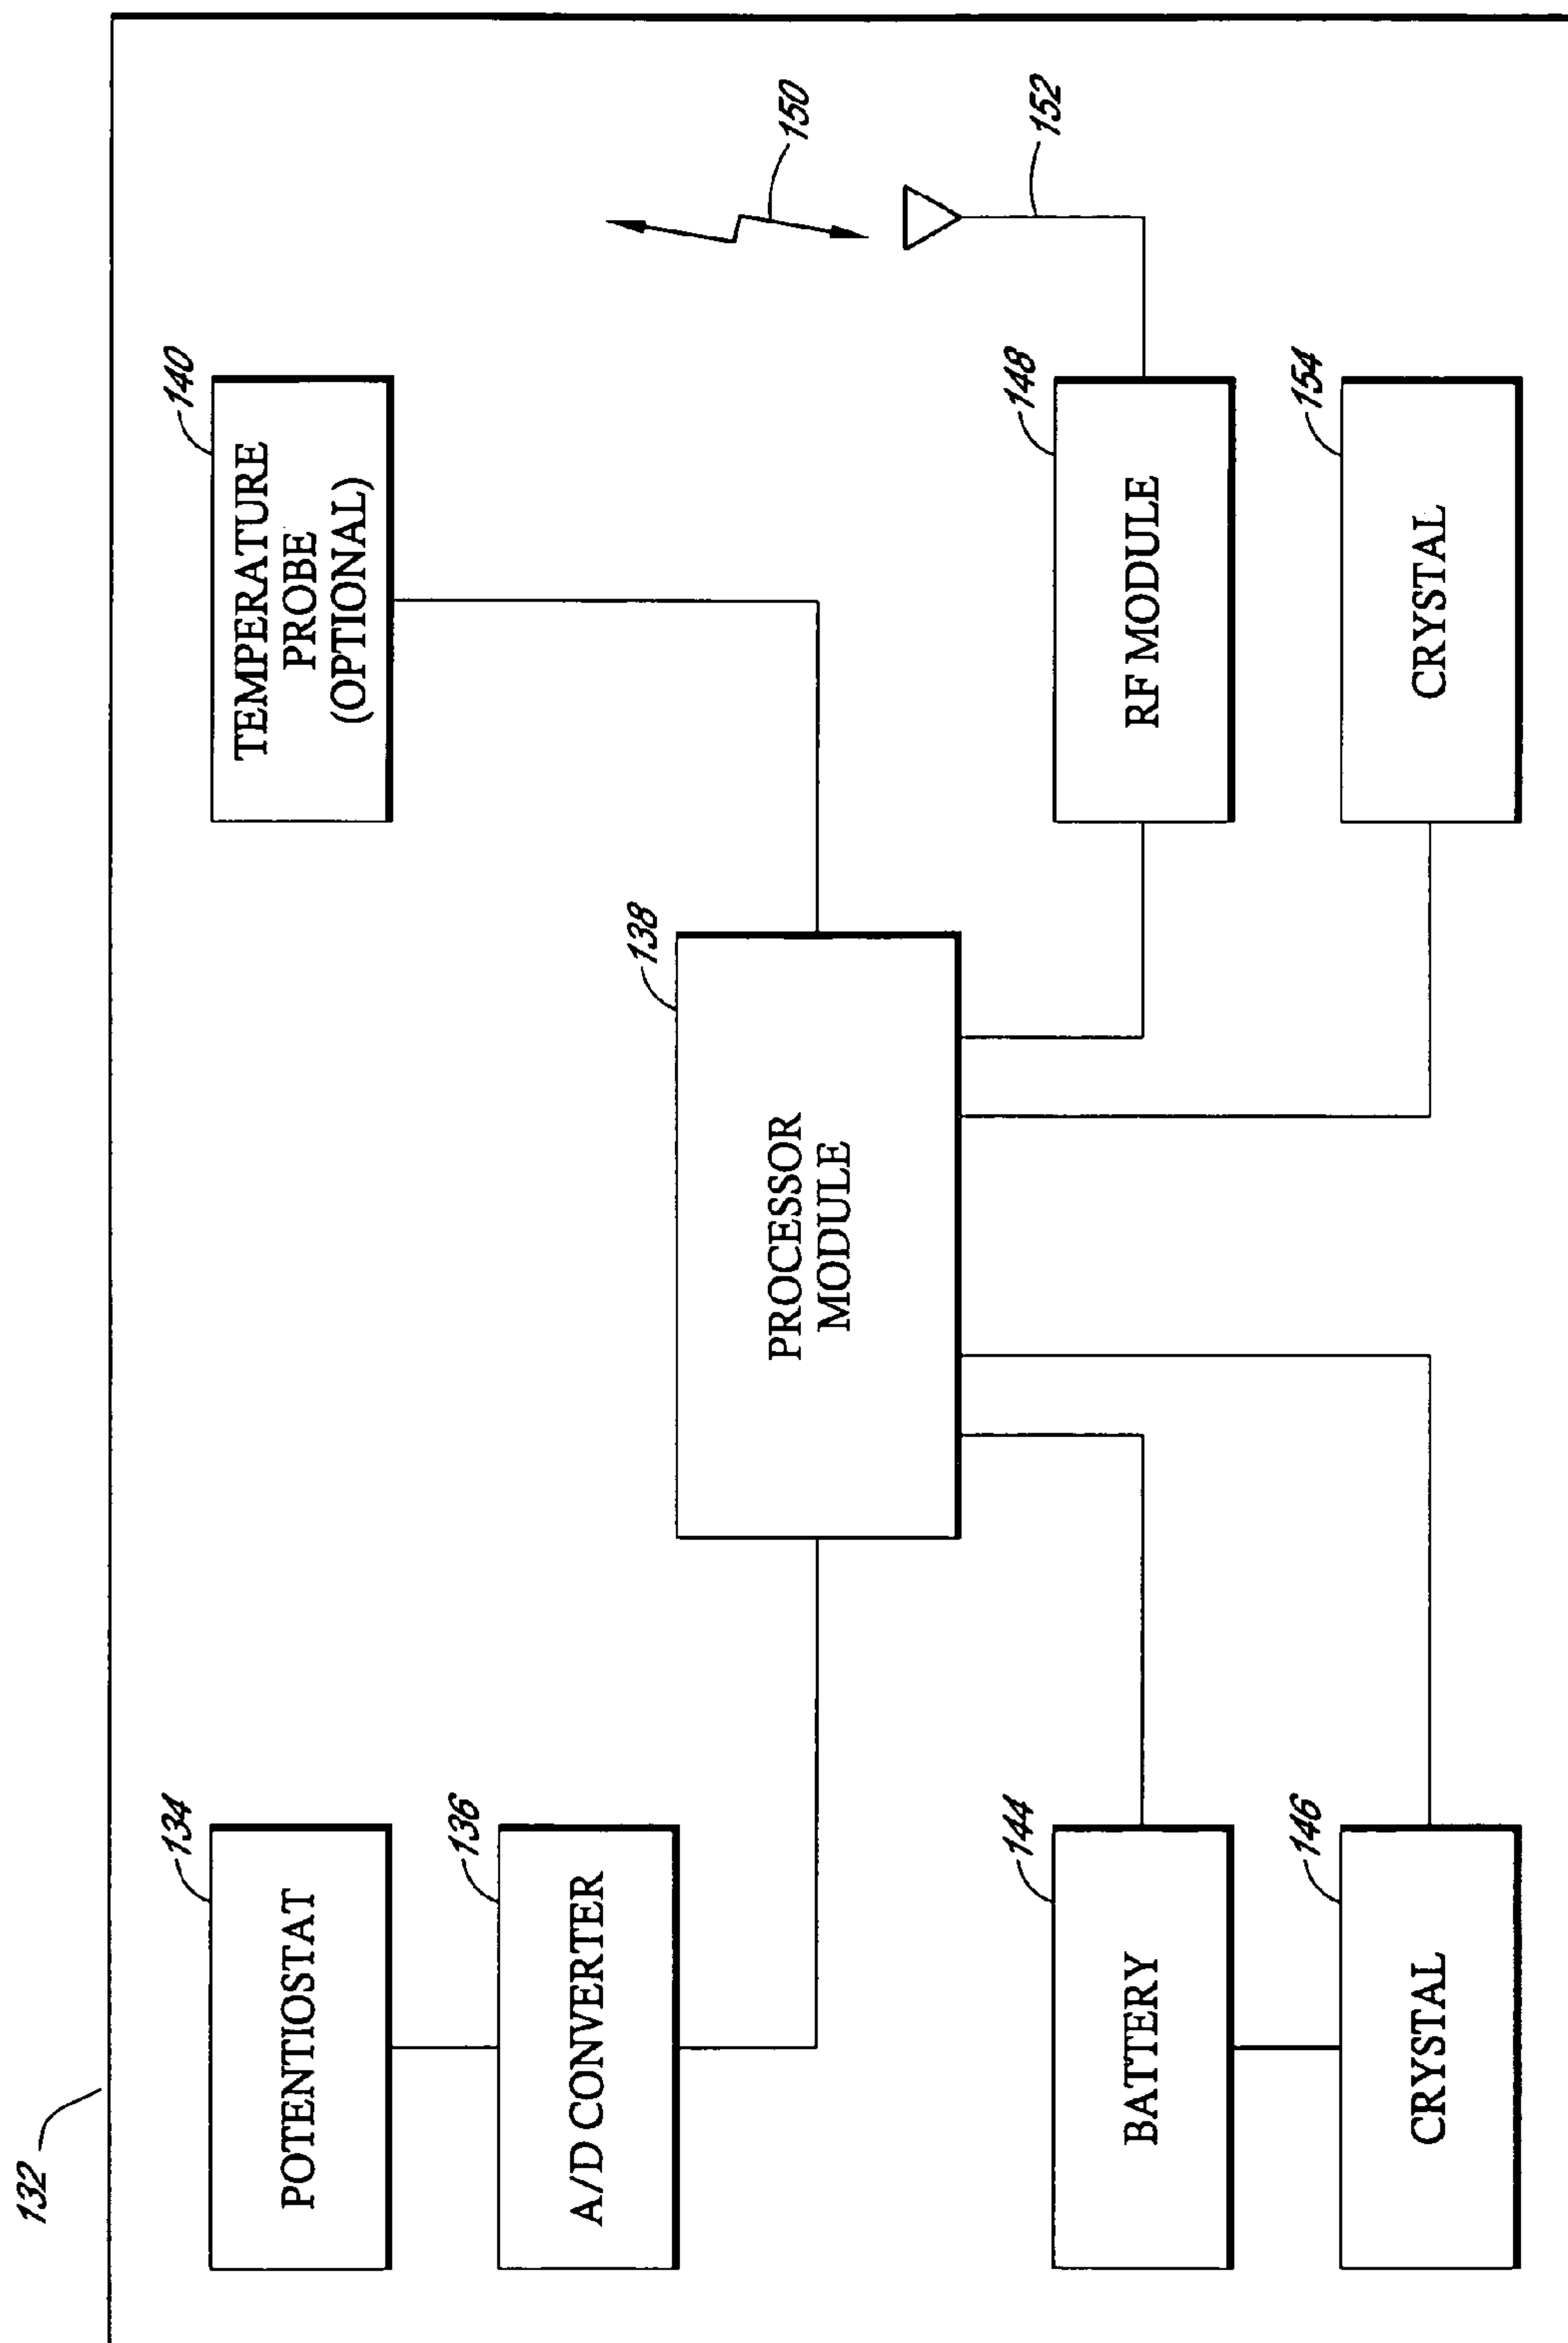 132
134
POTENTIOSTAT
136
A/D CONVERTER
140
TEMPERATURE
PROBE
(OPTIONAL)
138
PROCESSOR
MODULE
150
152
144
BATTERY
146
CRYSTAL
148
RF MODULE
154
CRYSTAL